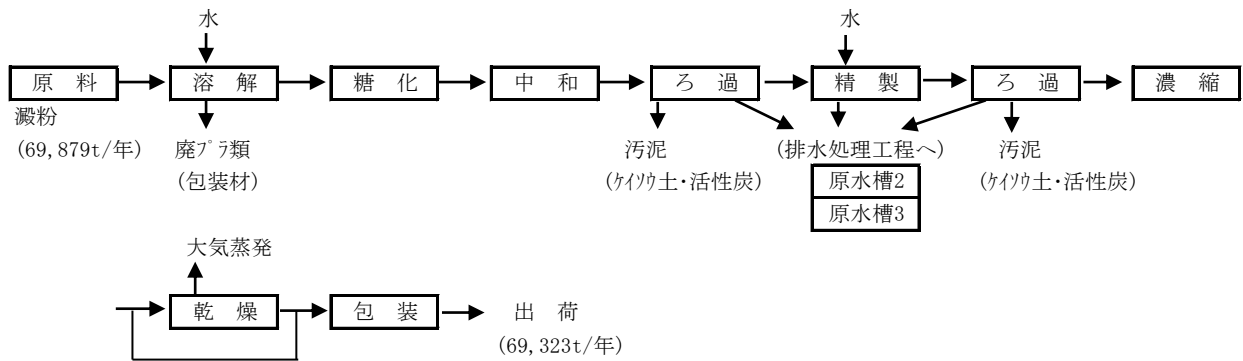 水 水
原 料 溶 解 糖 化 中 和 ろ 過 精 製 ろ 過 濃 縮
澱粉
(69,879t/年) 廃ﾌﾟﾗ類 汚泥 (排水処理工程へ) 汚泥
(包装材) (ｹｲｿｳ土・活性炭) 原水槽2 (ｹｲｿｳ土・活性炭)
原水槽3
大気蒸発
乾 燥 包 装 出 荷
(69,323t/年)